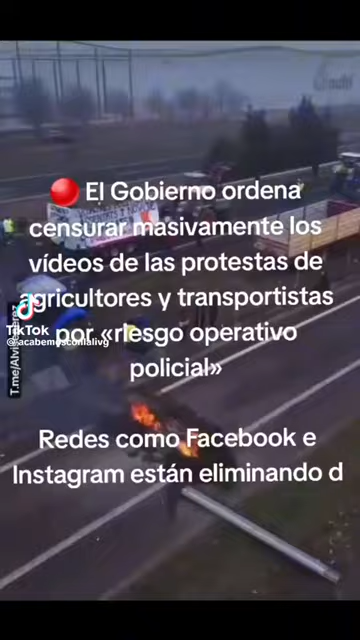 🔴 El Gobierno ordena
censurar masivamente los
vídeos de las protestas de
agricultores y transportistas
por «riesgo operativo
policial»
Redes como Facebook e
Instagram están eliminando d
TikTok